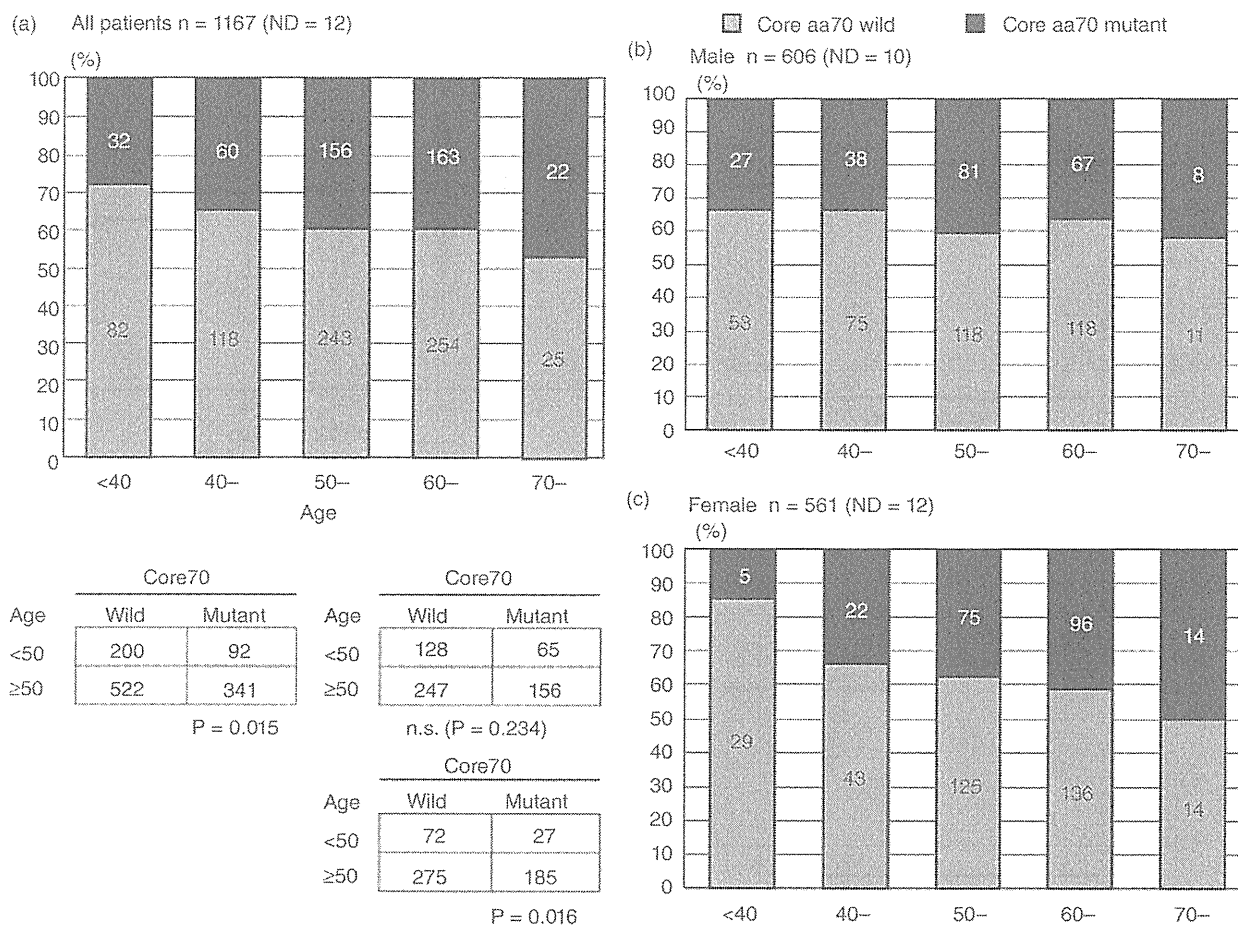 (a) All patients n = 1167 (ND = 12)
(%)
100
90
80
70
60
50
40
30
20
10
0
32 60 156 163 22
82 118 243 254 25
<40 40– 50– 60– 70–
Age
Core aa70 wild Core aa70 mutant
(b) Male n = 606 (ND = 10)
(%)
100
90
80
70
60
50
40
30
20
10
0
27 38 81 67 8
53 75 118 118 11
<40 40– 50– 60– 70–
(c) Female n = 561 (ND = 12)
(%)
100
90
80
70
60
50
40
30
20
10
0
5 22 75 96 14
29 43 125 136 14
<40 40– 50– 60– 70–
Core70
Age Wild Mutant
<50 200 92
≥50 522 341
P = 0.015
Core70
Age Wild Mutant
<50 128 65
≥50 247 156
n.s. (P = 0.234)
Core70
Age Wild Mutant
<50 72 27
≥50 275 185
P = 0.016